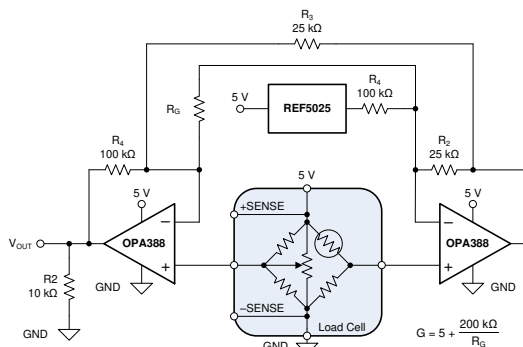 R3
25 kΩ
5 V
REF5025
R4
100 kΩ
RG
R4
100 kΩ
R2
25 kΩ
5 V
5 V
+SENSE
5 V
−
OPA388
+
VOUT
−
OPA388
+
R2
10 kΩ
GND
GND
−SENSE
Load Cell
GND
GND
G = 5 + 200 kΩ / RG